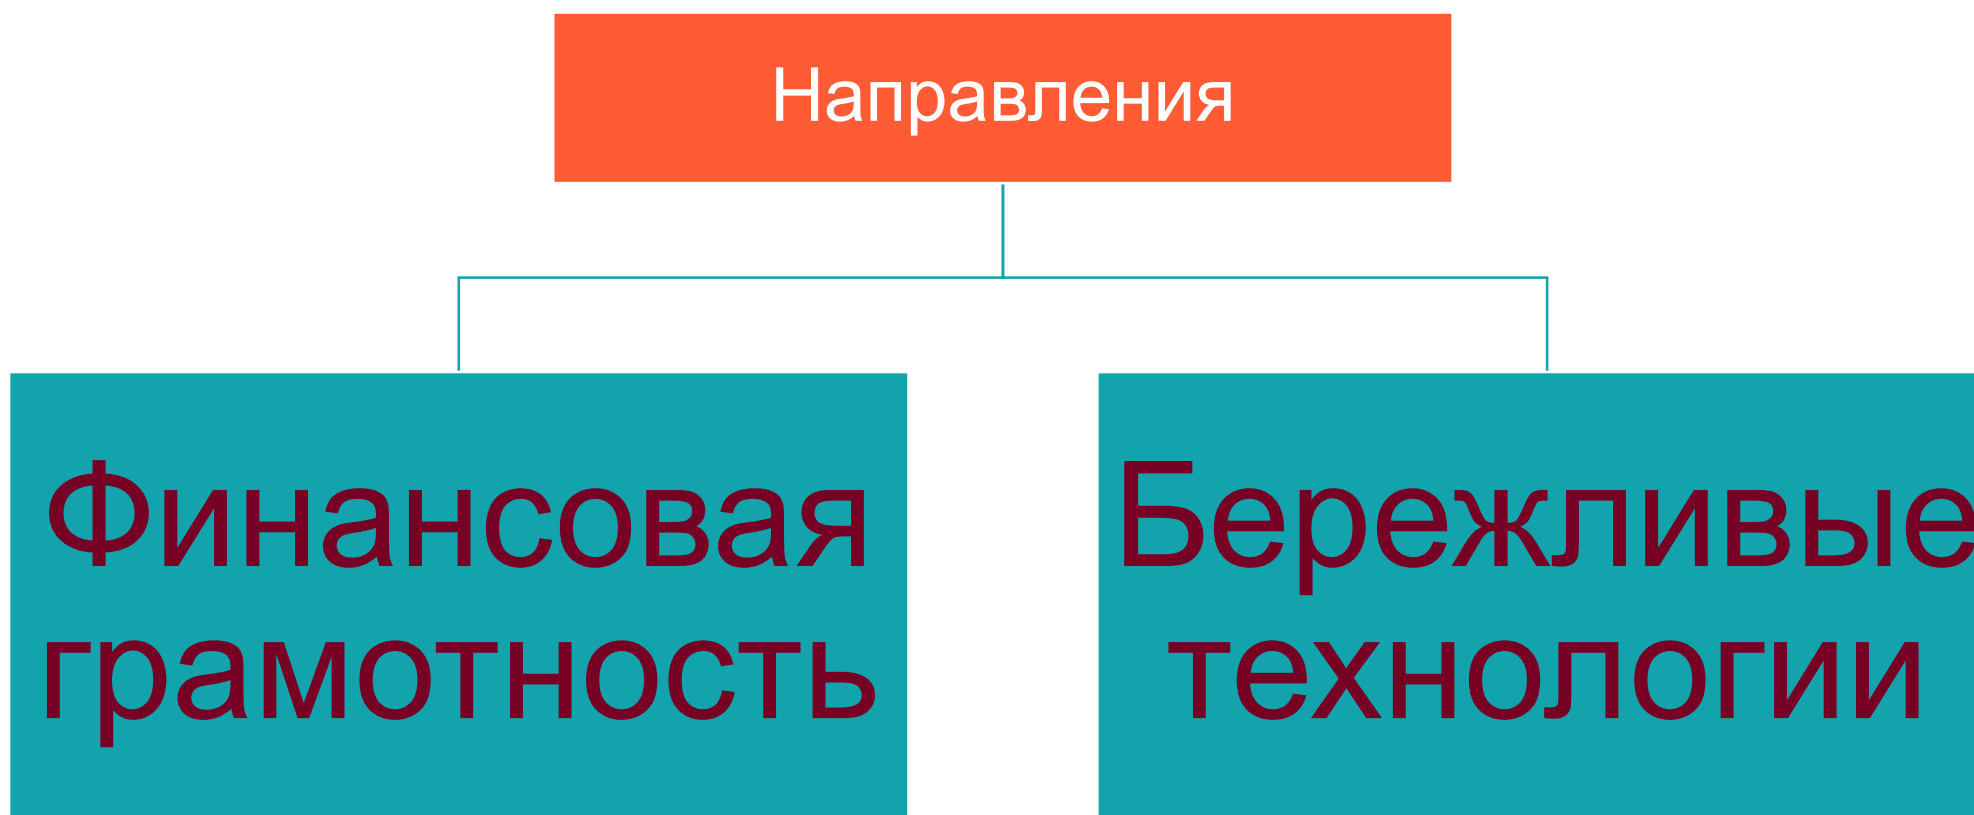 Направления
Финансовая
грамотность
Бережливые
технологии